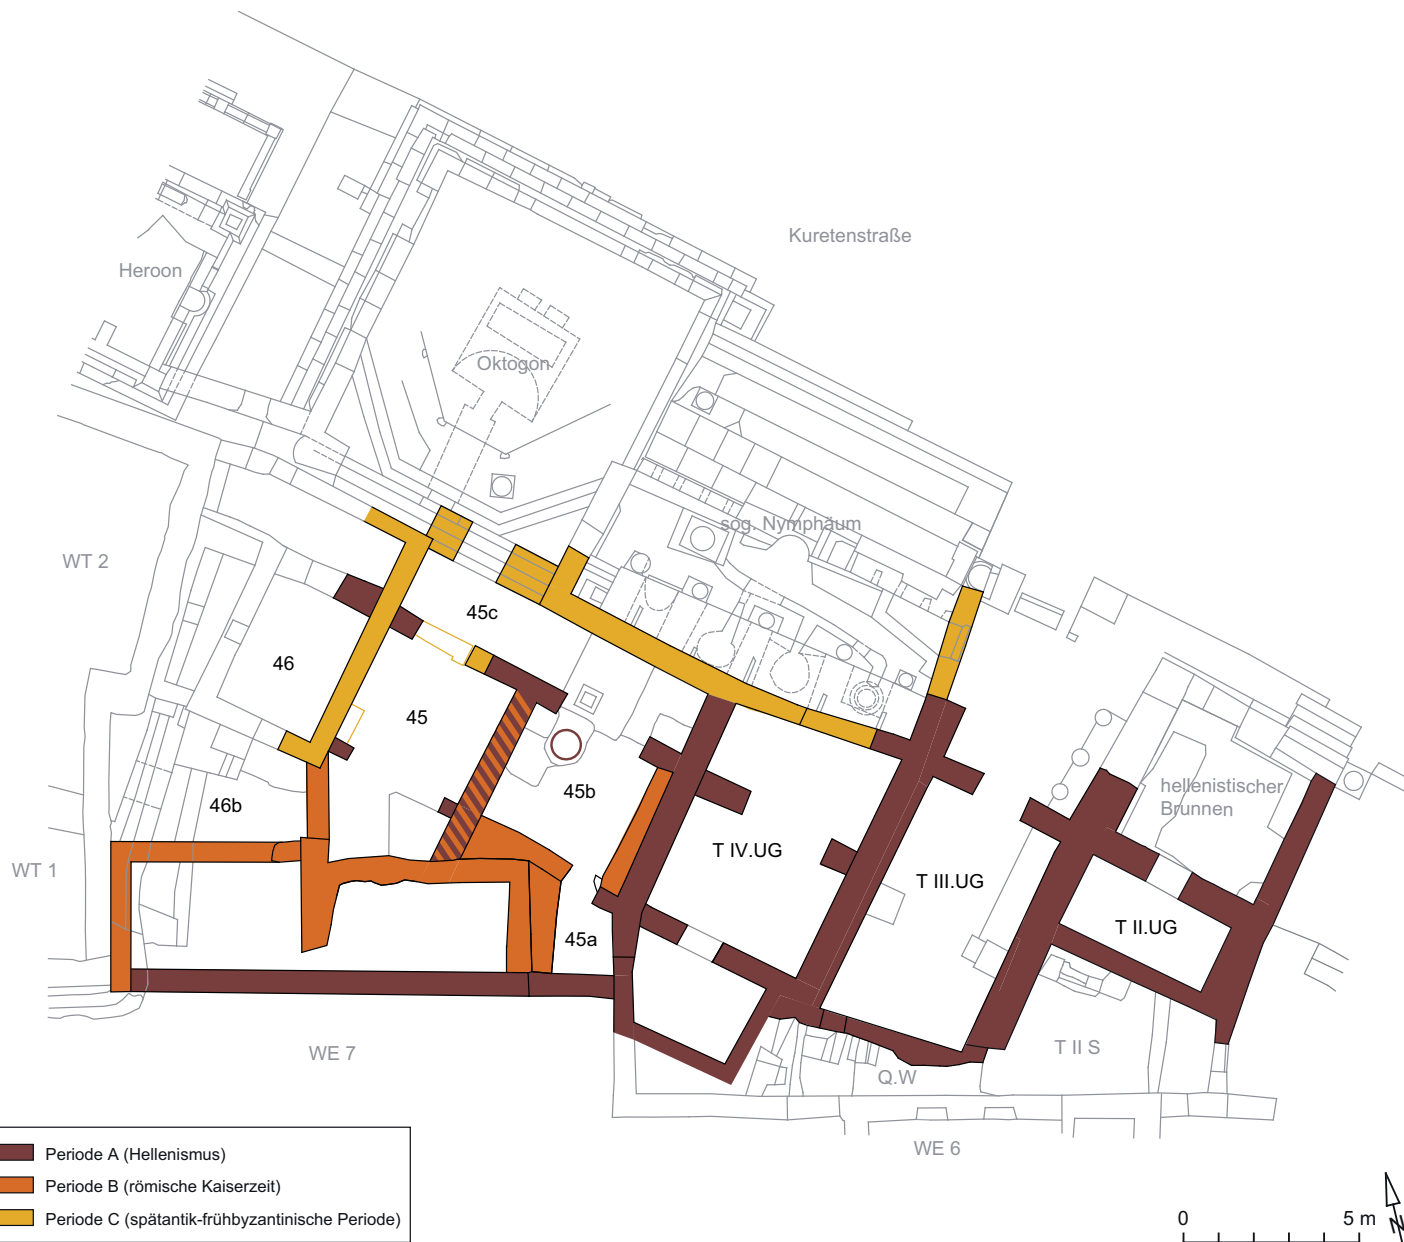 Kuretenstraße
Heroon
Oktogon
sog. Nymphäum
WT 2
45c
46
45
hellenistischer
Brunnen
45b
46b
T IV.UG
WT 1
T III.UG
T II.UG
45a
WE 7
T II S
Q.W
WE 6
Periode A (Hellenismus)
Periode B (römische Kaiserzeit)
Periode C (spätantik-frühbyzantinische Periode)
0 5 m
N